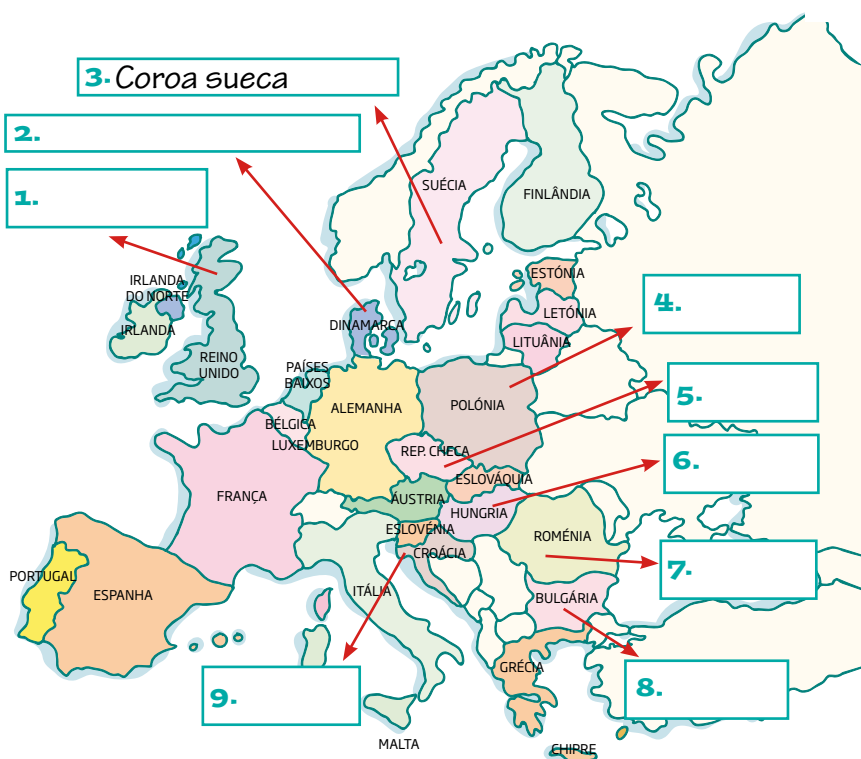 3. Coroa sueca
2.
1.
SUÉCIA
FINLÂNDIA
IRLANDA
DO NORTE
ESTÓNIA
4.
LETÓNIA
DINAMARCA
IRLANDA
LITUÂNIA
REINO
UNIDO
PAÍSES
BAIXOS
ALEMANHA
POLÓNIA
5.
BÉLGICA
LUXEMBURGO
REP. CHECA
6.
ESLOVÁQUIA
FRANÇA
ÁUSTRIA
HUNGRIA
ESLOVÉNIA
ROMÉNIA
CROÁCIA
7.
PORTUGAL
ESPANHA
ITÁLIA
BULGÁRIA
GRÉCIA
8.
9.
MALTA
CHIPRE